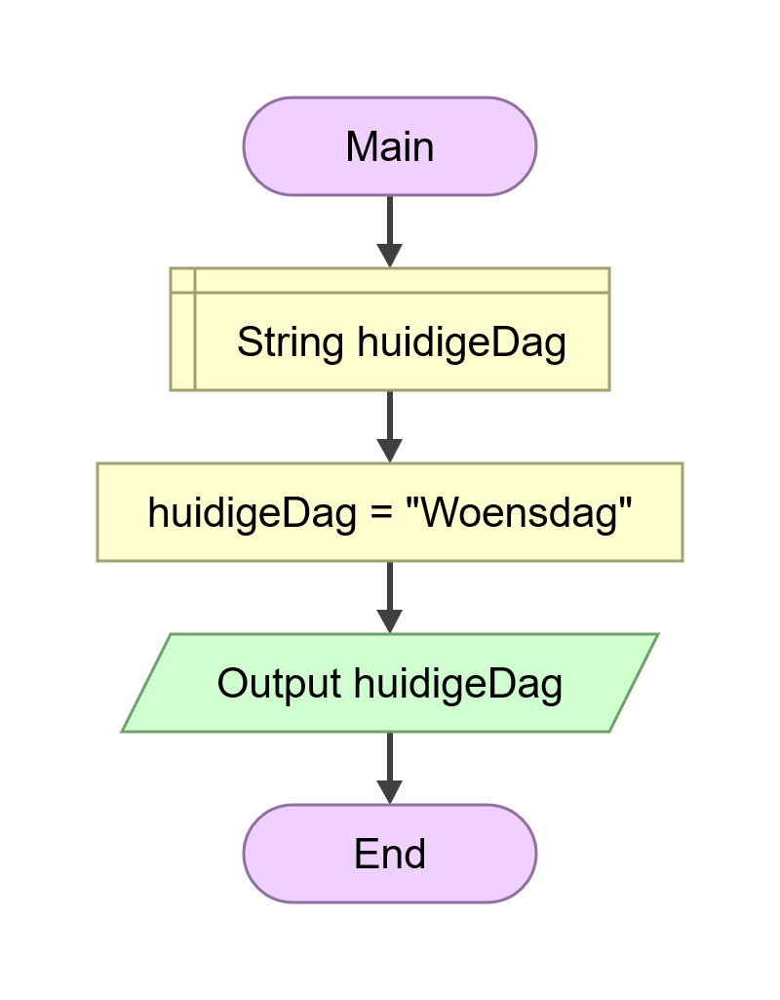 Main
String huidigeDag
huidigeDag = "Woensdag"
Output huidigeDag
End